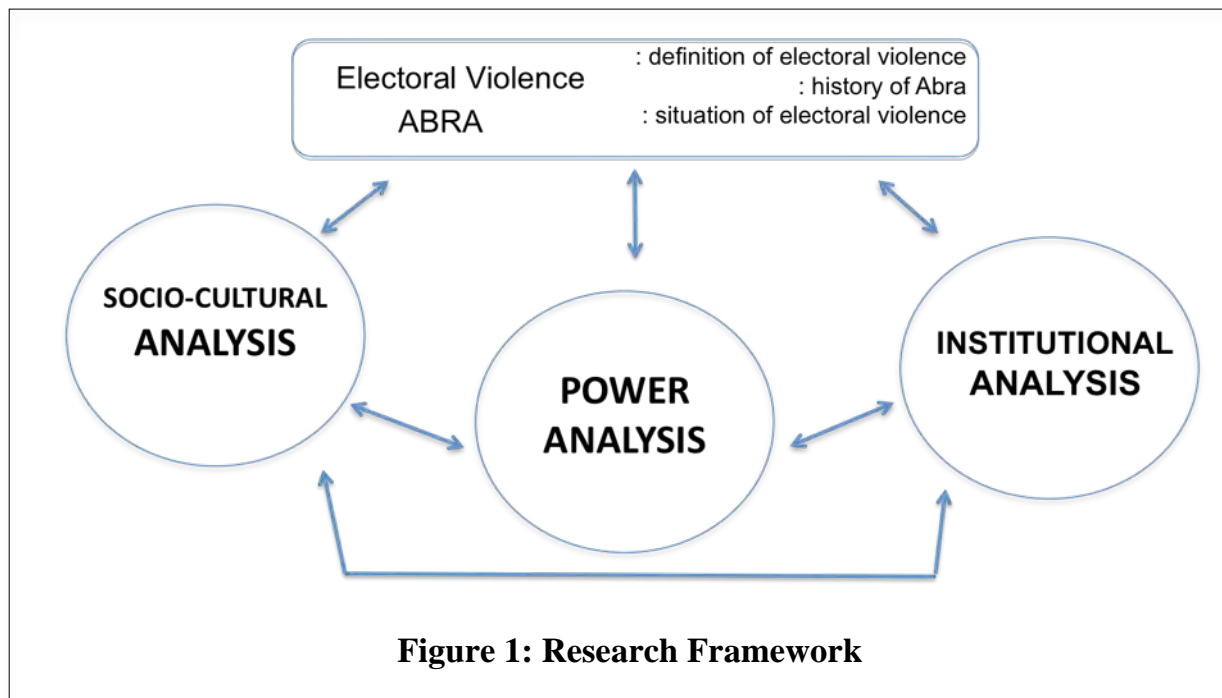 Electoral Violence
ABRA
: definition of electoral violence
: history of Abra
: situation of electoral violence
SOCIO-CULTURAL
ANALYSIS
POWER
ANALYSIS
INSTITUTIONAL
ANALYSIS
Figure 1: Research Framework